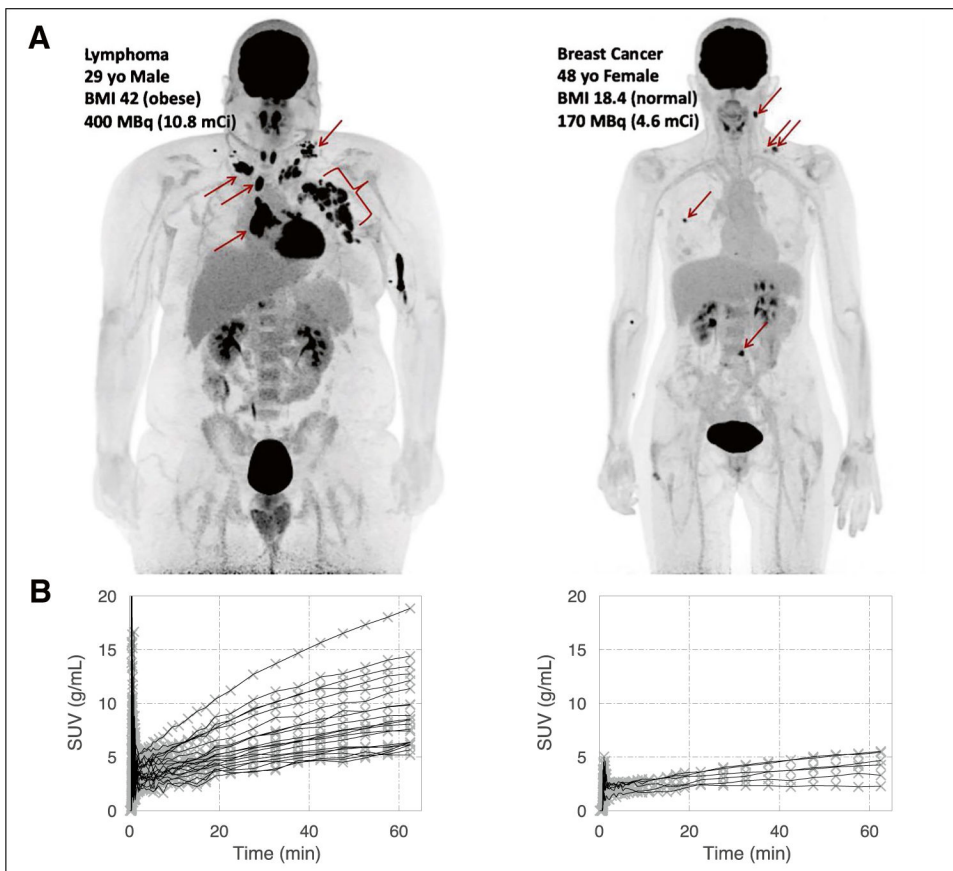 A
Lymphoma
29 yo Male
BMI 42 (obese)
400 MBq (10.8 mCi)
Breast Cancer
48 yo Female
BMI 18.4 (normal)
170 MBq (4.6 mCi)
B
20
15
10
5
0
SUV (g/mL)
0 20 40 60
Time (min)
20
15
10
5
0
SUV (g/mL)
0 20 40 60
Time (min)